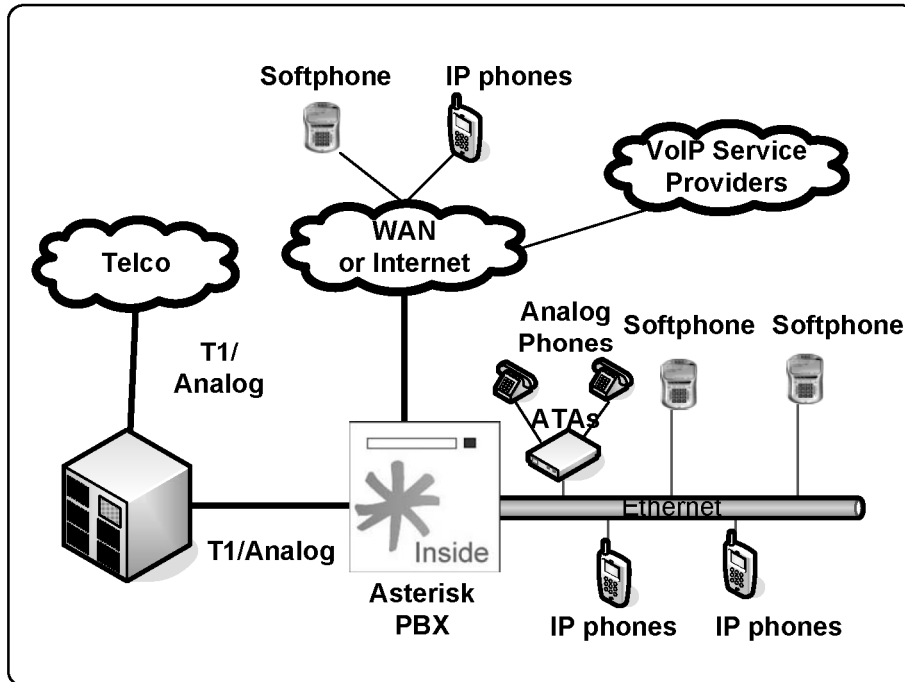 Softphone
IP phones
VoIP Service
Providers
WAN
or Internet
Telco
Analog
Phones
Softphone
Softphone
T1/
Analog
ATAs
Ethernet
T1/Analog
Inside
Asterisk
PBX
IP phones
IP phones